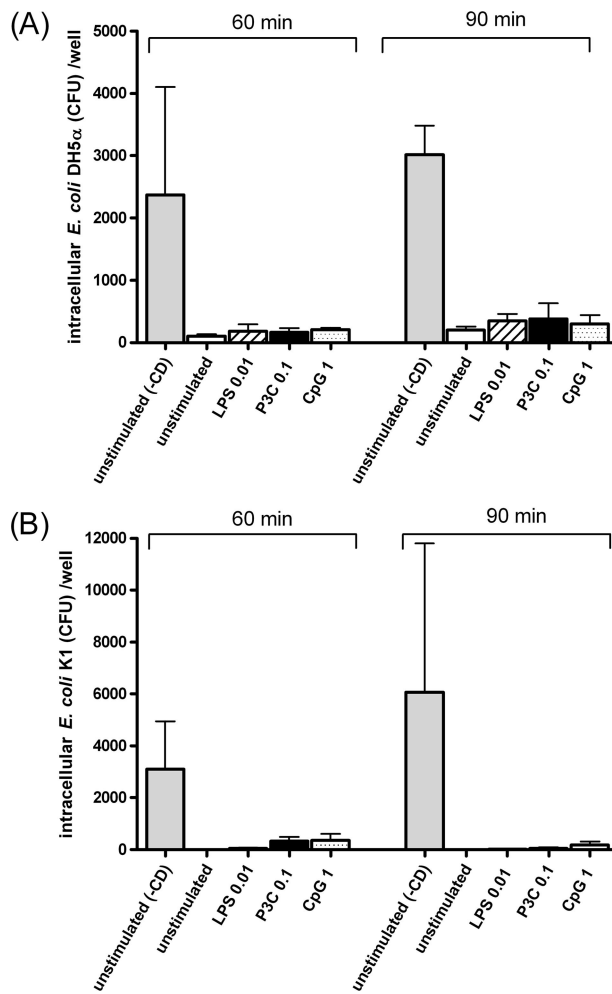 (A)
60 min
90 min
intracellular E. coli DH5α (CFU) /well
5000
4000
3000
2000
1000
0
unstimulated (-CD)
unstimulated
LPS 0.01
P3C 0.1
CpG 1
unstimulated (-CD)
unstimulated
LPS 0.01
P3C 0.1
CpG 1
(B)
60 min
90 min
intracellular E. coli K1 (CFU) /well
12000
10000
8000
6000
4000
2000
0
unstimulated (-CD)
unstimulated
LPS 0.01
P3C 0.1
CpG 1
unstimulated (-CD)
unstimulated
LPS 0.01
P3C 0.1
CpG 1